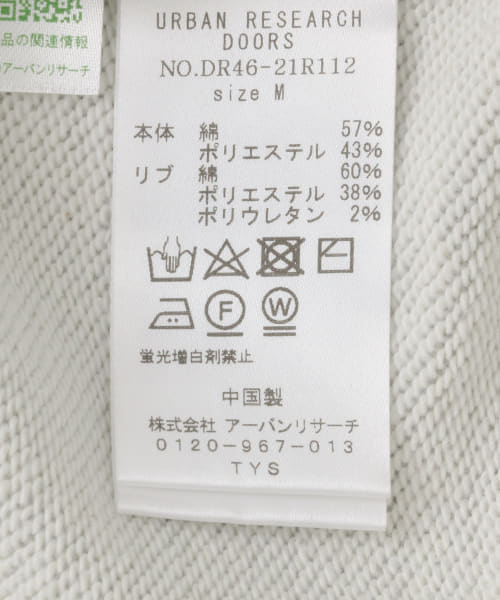 品の関連情報
アーバンリサーチ
URBAN RESEARCH
DOORS
NO.DR46-21R112
size M
本体 綿 57%
ポリエステル 43%
リブ 綿 60%
ポリエステル 38%
ポリウレタン 2%
F W
蛍光増白剤禁止
中国製
株式会社 アーバンリサーチ
0120-967-013
TYS